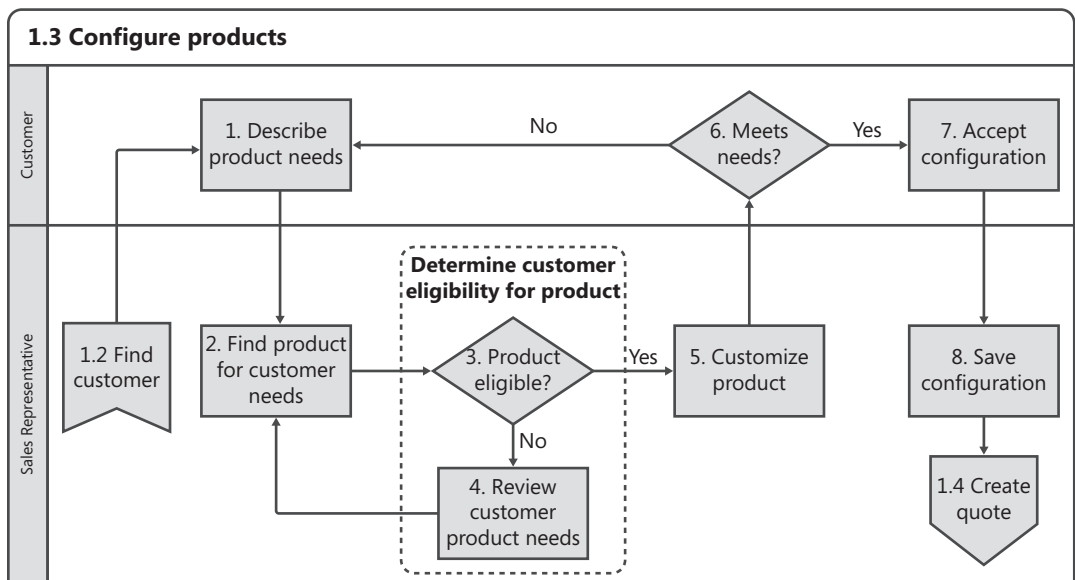 1.3 Configure products
Customer
1. Describe
product needs
No
6. Meets
needs?
Yes
7. Accept
configuration
Sales Representative
Determine customer
eligibility for product
1.2 Find
customer
2. Find product
for customer
needs
3. Product
eligible?
Yes
5. Customize
product
8. Save
configuration
No
4. Review
customer
product needs
1.4 Create
quote